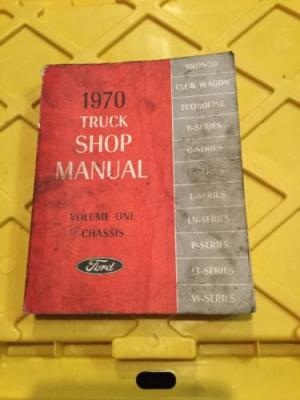 1970
TRUCK
SHOP
MANUAL
VOLUME ONE
CHASSIS
Ford
BRONCO
CLUB WAGON
ECONOLINE
B-SERIES
C-SERIES
L-SERIES
LN-SERIES
P-SERIES
LT-SERIES
W-SERIES